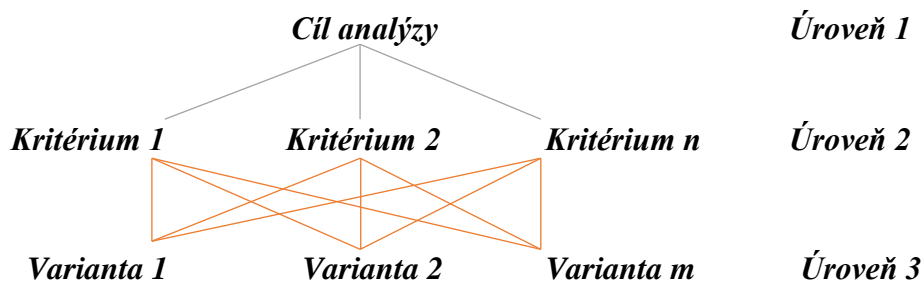 Cíl analýzy Úroveň 1
Kritérium 1 Kritérium 2 Kritérium n Úroveň 2
Varianta 1 Varianta 2 Varianta m Úroveň 3